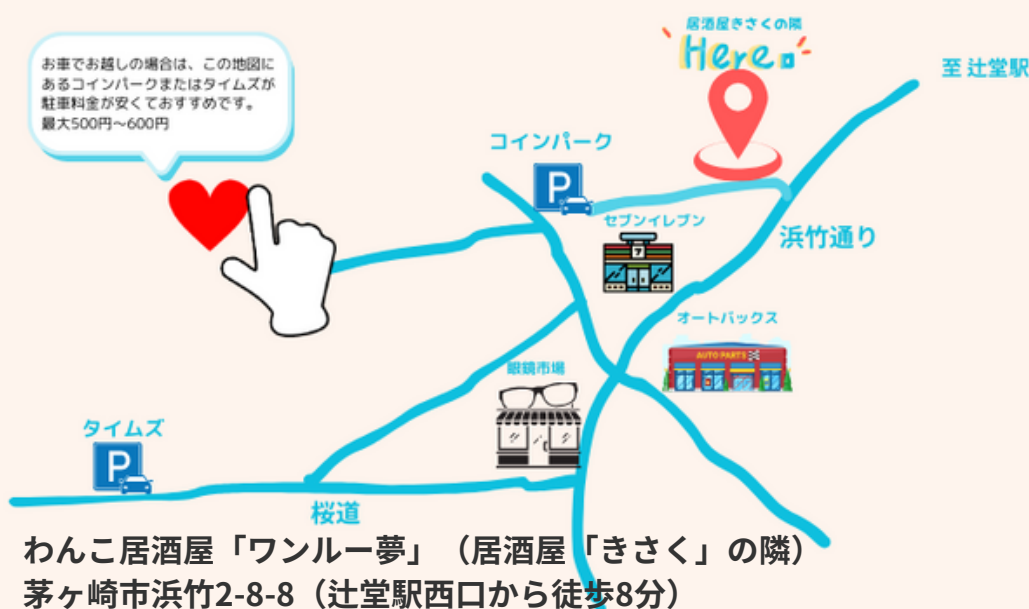 居酒屋きさくの隣
Here
至 辻堂駅
お車でお越しの場合は、この地図に
あるコインパークまたはタイムズが
駐車料金が安くておすすめです。
最大500円～600円
コインパーク
P
セブンイレブン
7
浜竹通り
オートバックス
AUTO PARTS
眼鏡市場
タイムズ
P
桜道
わんこ居酒屋「ワンルー夢」（居酒屋「きさく」の隣）
茅ヶ崎市浜竹2-8-8（辻堂駅西口から徒歩8分）